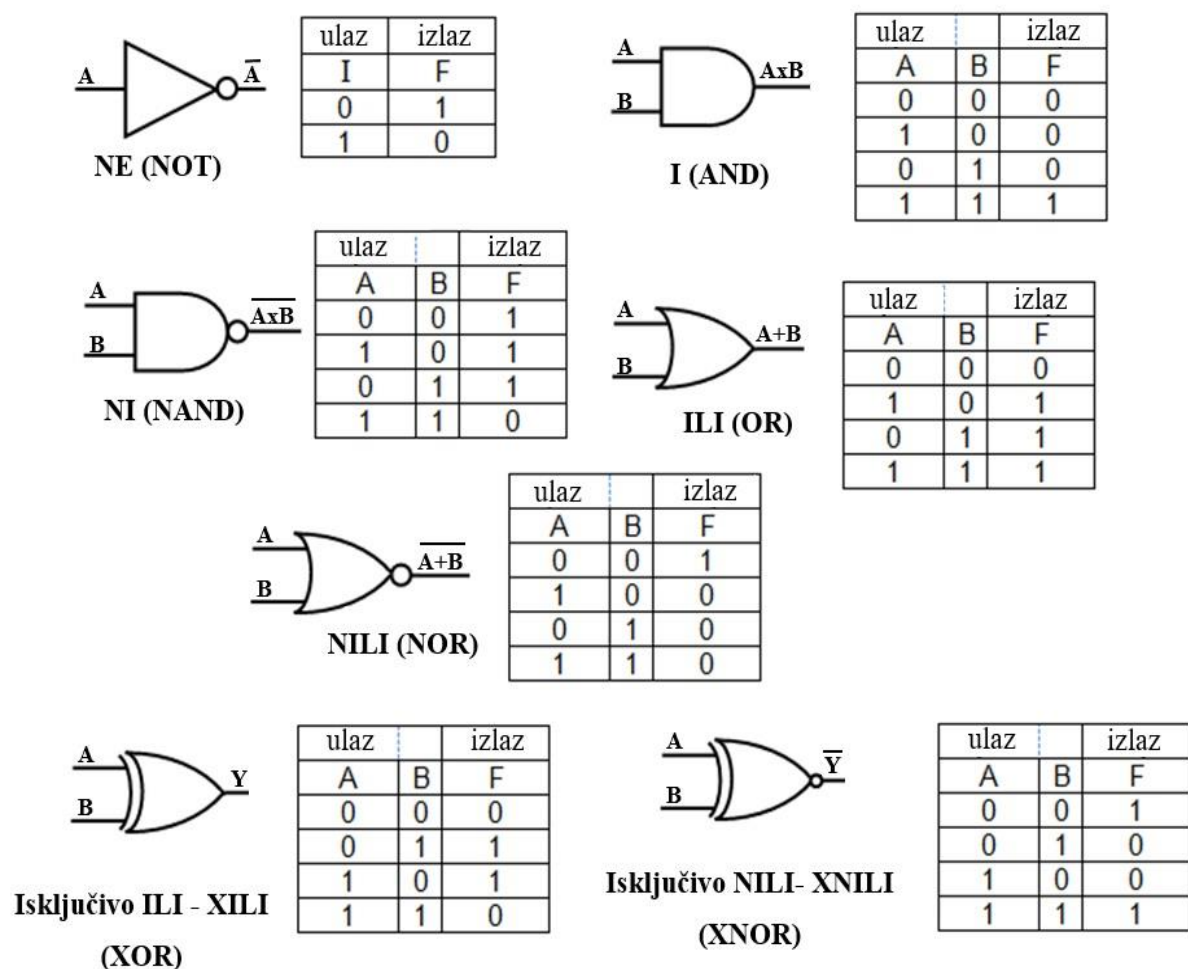 A
A̅
NE (NOT)
ulaz izlaz
I F
0 1
1 0
A
B
AxB
I (AND)
ulaz izlaz
A B F
0 0 0
1 0 0
0 1 0
1 1 1
A
B
A̅x̅B̅
NI (NAND)
ulaz izlaz
A B F
0 0 1
1 0 1
0 1 1
1 1 0
A
B
A+B
ILI (OR)
ulaz izlaz
A B F
0 0 0
1 0 1
0 1 1
1 1 1
A
B
A̅+̅B̅
NILI (NOR)
ulaz izlaz
A B F
0 0 1
1 0 0
0 1 0
1 1 0
A
B
Y
Isključivo ILI - XILI
(XOR)
ulaz izlaz
A B F
0 0 0
0 1 1
1 0 1
1 1 0
A
B
Y̅
Isključivo NILI- XNILI
(XNOR)
ulaz izlaz
A B F
0 0 1
0 1 0
1 0 0
1 1 1